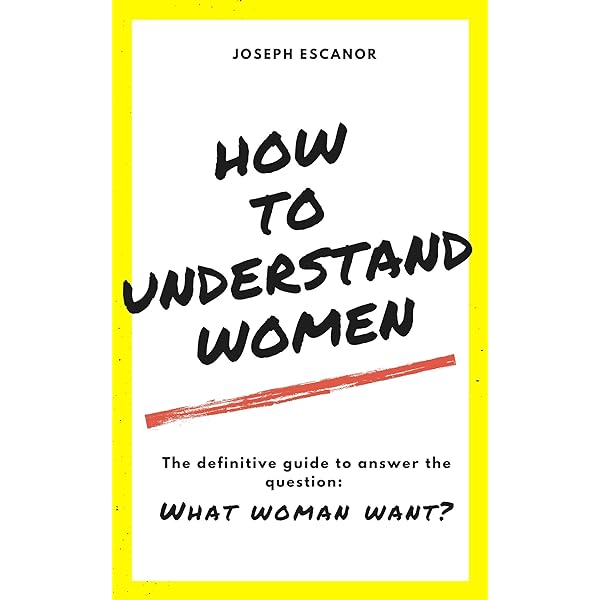 JOSEPH ESCANOR
HOW
TO
UNDERSTAND
WOMEN
The definitive guide to answer the
question:
WHAT WOMAN WANT?